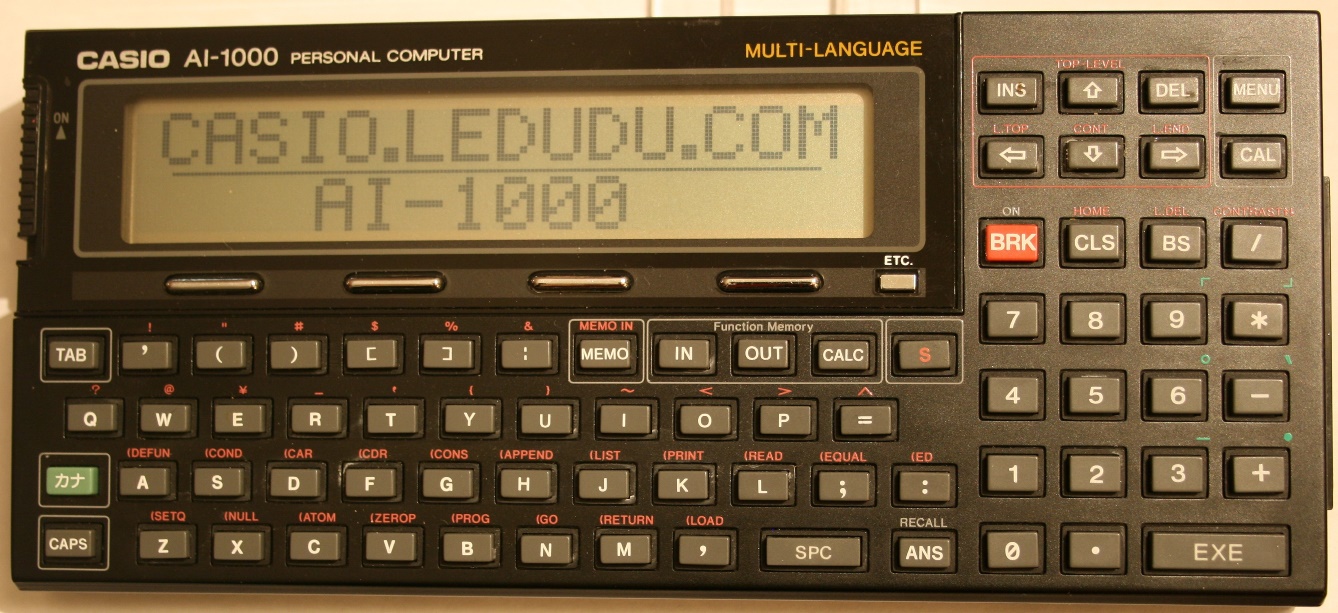 CASIO AI-1000 PERSONAL COMPUTER MULTI-LANGUAGE
ON
CASIO.LEDUDU.COM
AI-1000
ETC.
TOP-LEVEL
INS DEL MENU
L.TOP CONT L.END
CAL
ON HOME L.DEL CONTRAST
BRK CLS BS /
7 8 9 *
4 5 6 −
1 2 3 +
0 . EXE
! " # $ % & MEMO IN Function Memory
TAB ' ( ) [ ] ¦ MEMO IN OUT CALC S
? @ ¥ _ ' { } ~ < > ^
Q W E R T Y U I O P =
(DEFUN (COND (CAR (CDR (CONS (APPEND (LIST (PRINT (READ (EQUAL (ED
カナ A S D F G H J K L ; :
(SETQ (NULL (ATOM (ZEROP (PROG (GO (RETURN (LOAD RECALL
CAPS Z X C V B N M , SPC ANS